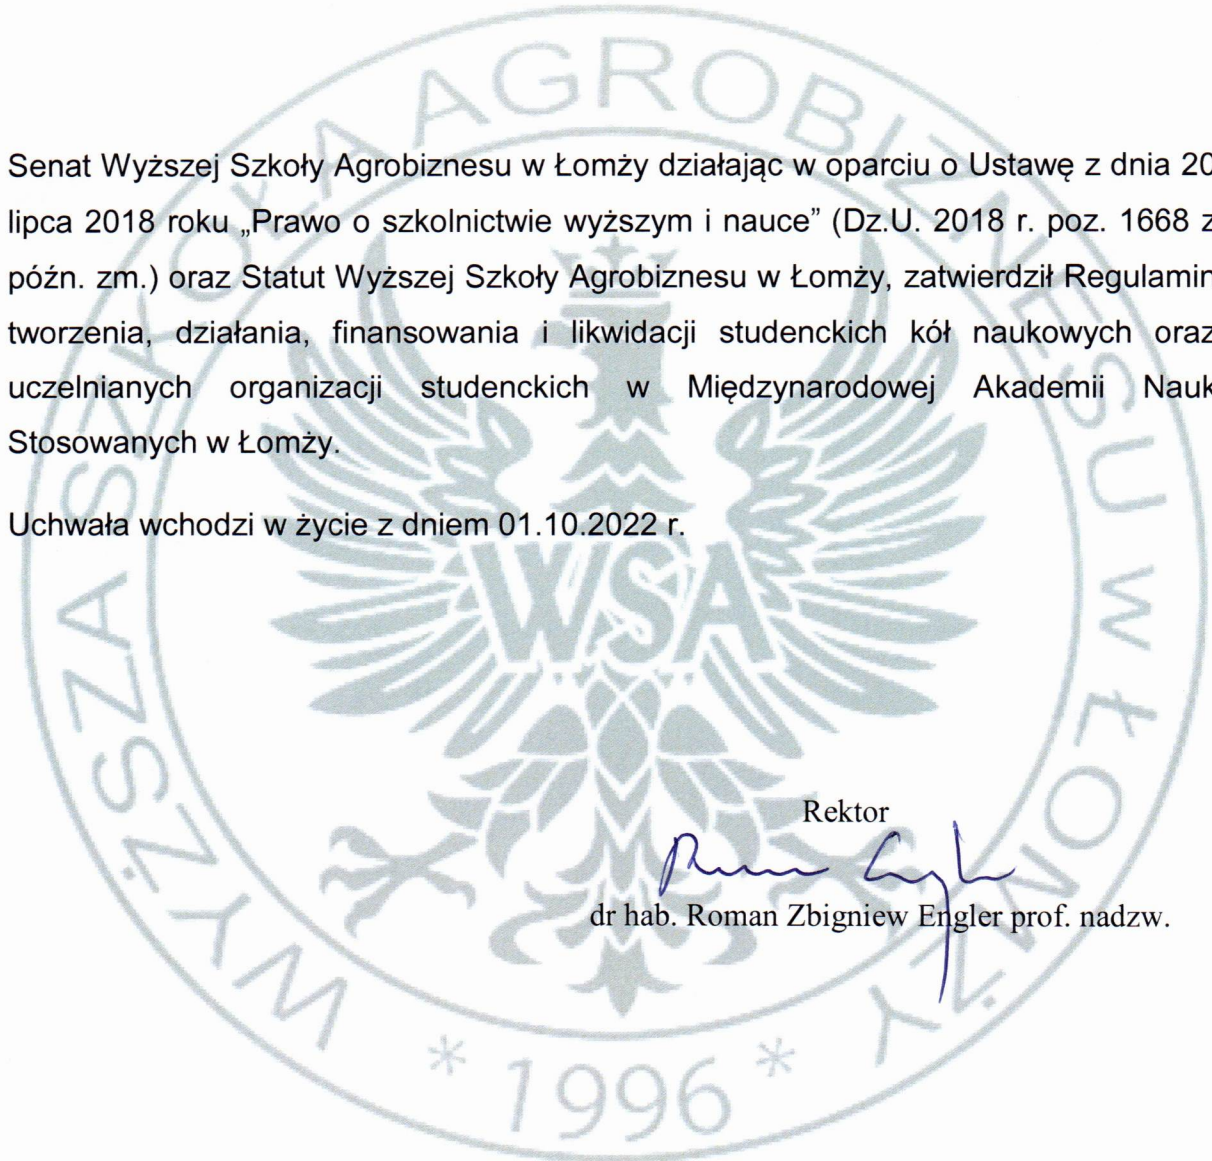 WYŻSZA SZKOŁA AGROBIZNESU W ŁOMŻY
Senat Wyższej Szkoły Agrobiznesu w Łomży działając w oparciu o Ustawę z dnia 20
lipca 2018 roku „Prawo o szkolnictwie wyższym i nauce” (Dz.U. 2018 r. poz. 1668 z
późn. zm.) oraz Statut Wyższej Szkoły Agrobiznesu w Łomży, zatwierdził Regulamin
tworzenia, działania, finansowania i likwidacji studenckich kół naukowych oraz
uczelnianych organizacji studenckich w Międzynarodowej Akademii Nauk
Stosowanych w Łomży.
Uchwała wchodzi w życie z dniem 01.10.2022 r.
WSA
Rektor
dr hab. Roman Zbigniew Engler prof. nadzw.
* 1996 *